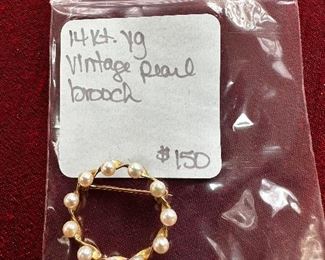 14kt. yg
vintage pearl
brooch
$150